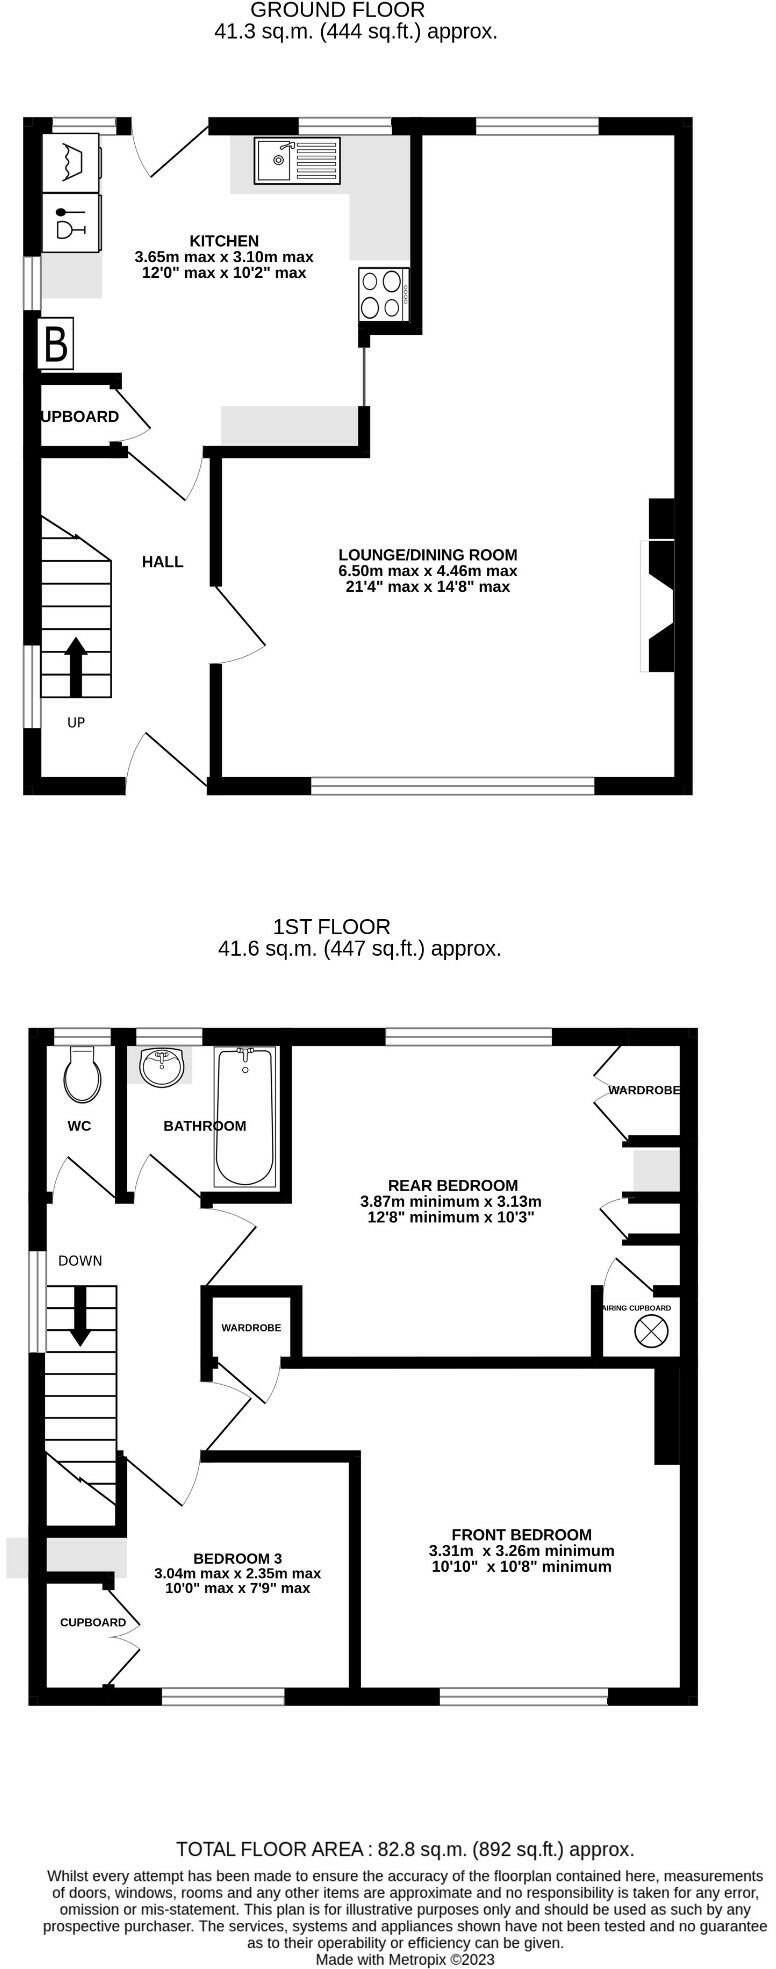 GROUND FLOOR
41.3 sq.m. (444 sq.ft.) approx.
KITCHEN
3.65m max x 3.10m max
12'0" max x 10'2" max
B
UPBOARD
HALL
LOUNGE/DINING ROOM
6.50m max x 4.46m max
21'4" max x 14'8" max
UP
1ST FLOOR
41.6 sq.m. (447 sq.ft.) approx.
WARDROBE
WC
BATHROOM
REAR BEDROOM
3.87m minimum x 3.13m
12'8" minimum x 10'3"
DOWN
AIRING CUPBOARD
WARDROBE
FRONT BEDROOM
3.31m  x 3.26m minimum
10'10"  x 10'8" minimum
BEDROOM 3
3.04m max x 2.35m max
10'0" max x 7'9" max
CUPBOARD
TOTAL FLOOR AREA : 82.8 sq.m. (892 sq.ft.) approx.
Whilst every attempt has been made to ensure the accuracy of the floorplan contained here, measurements
of doors, windows, rooms and any other items are approximate and no responsibility is taken for any error,
omission or mis-statement. This plan is for illustrative purposes only and should be used as such by any
prospective purchaser. The services, systems and appliances shown have not been tested and no guarantee
as to their operability or efficiency can be given.
Made with Metropix ©2023